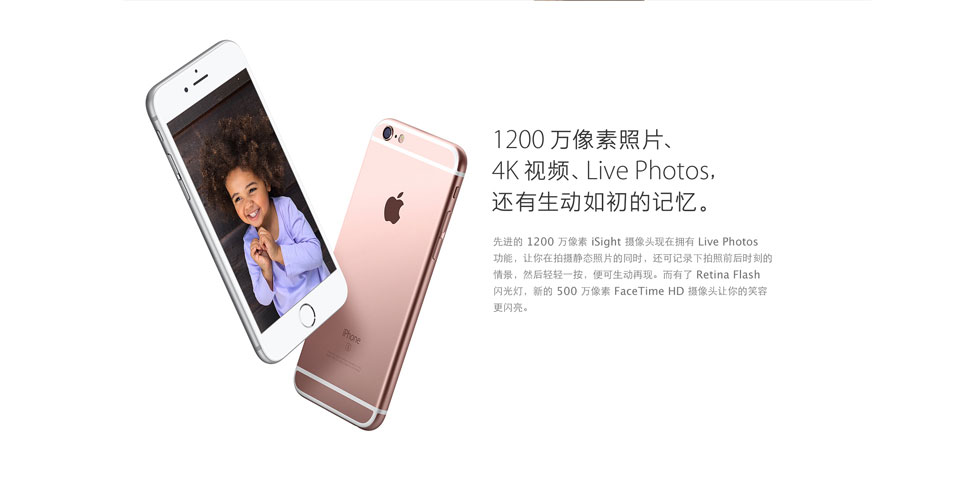 1200 万像素照片、
4K 视频、Live Photos，
还有生动如初的记忆。
先进的 1200 万像素 iSight 摄像头现在拥有 Live Photos
功能，让你在拍摄静态照片的同时，还可记录下拍照前后时刻的
情景，然后轻轻一按，便可生动再现。而有了 Retina Flash
闪光灯，新的 500 万像素 FaceTime HD 摄像头让你的笑容
更闪亮。
iPhone
S